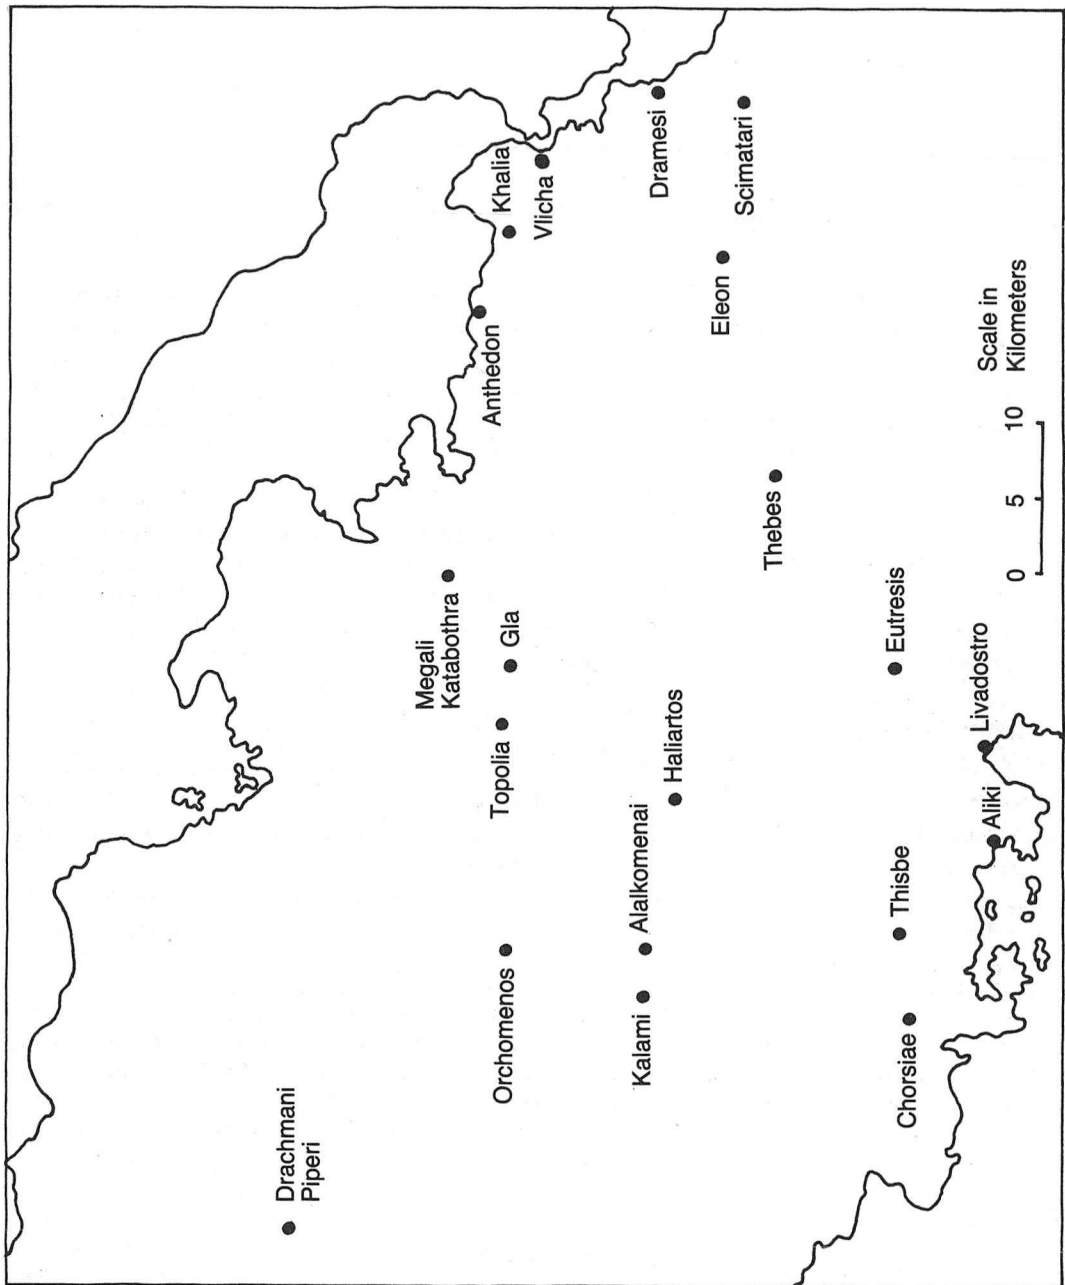 Drachmani
Piperi
Orchomenos
Topolia
Megali
Katabothra
Gla
Anthedon
Khalia
Vlicha
Kalami
Alalkomenai
Haliartos
Thebes
Eleon
Dramesi
Scimatari
Chorsiae
Thisbe
Aliki
Eutresis
Livadostro
0 5 10
Scale in
Kilometers